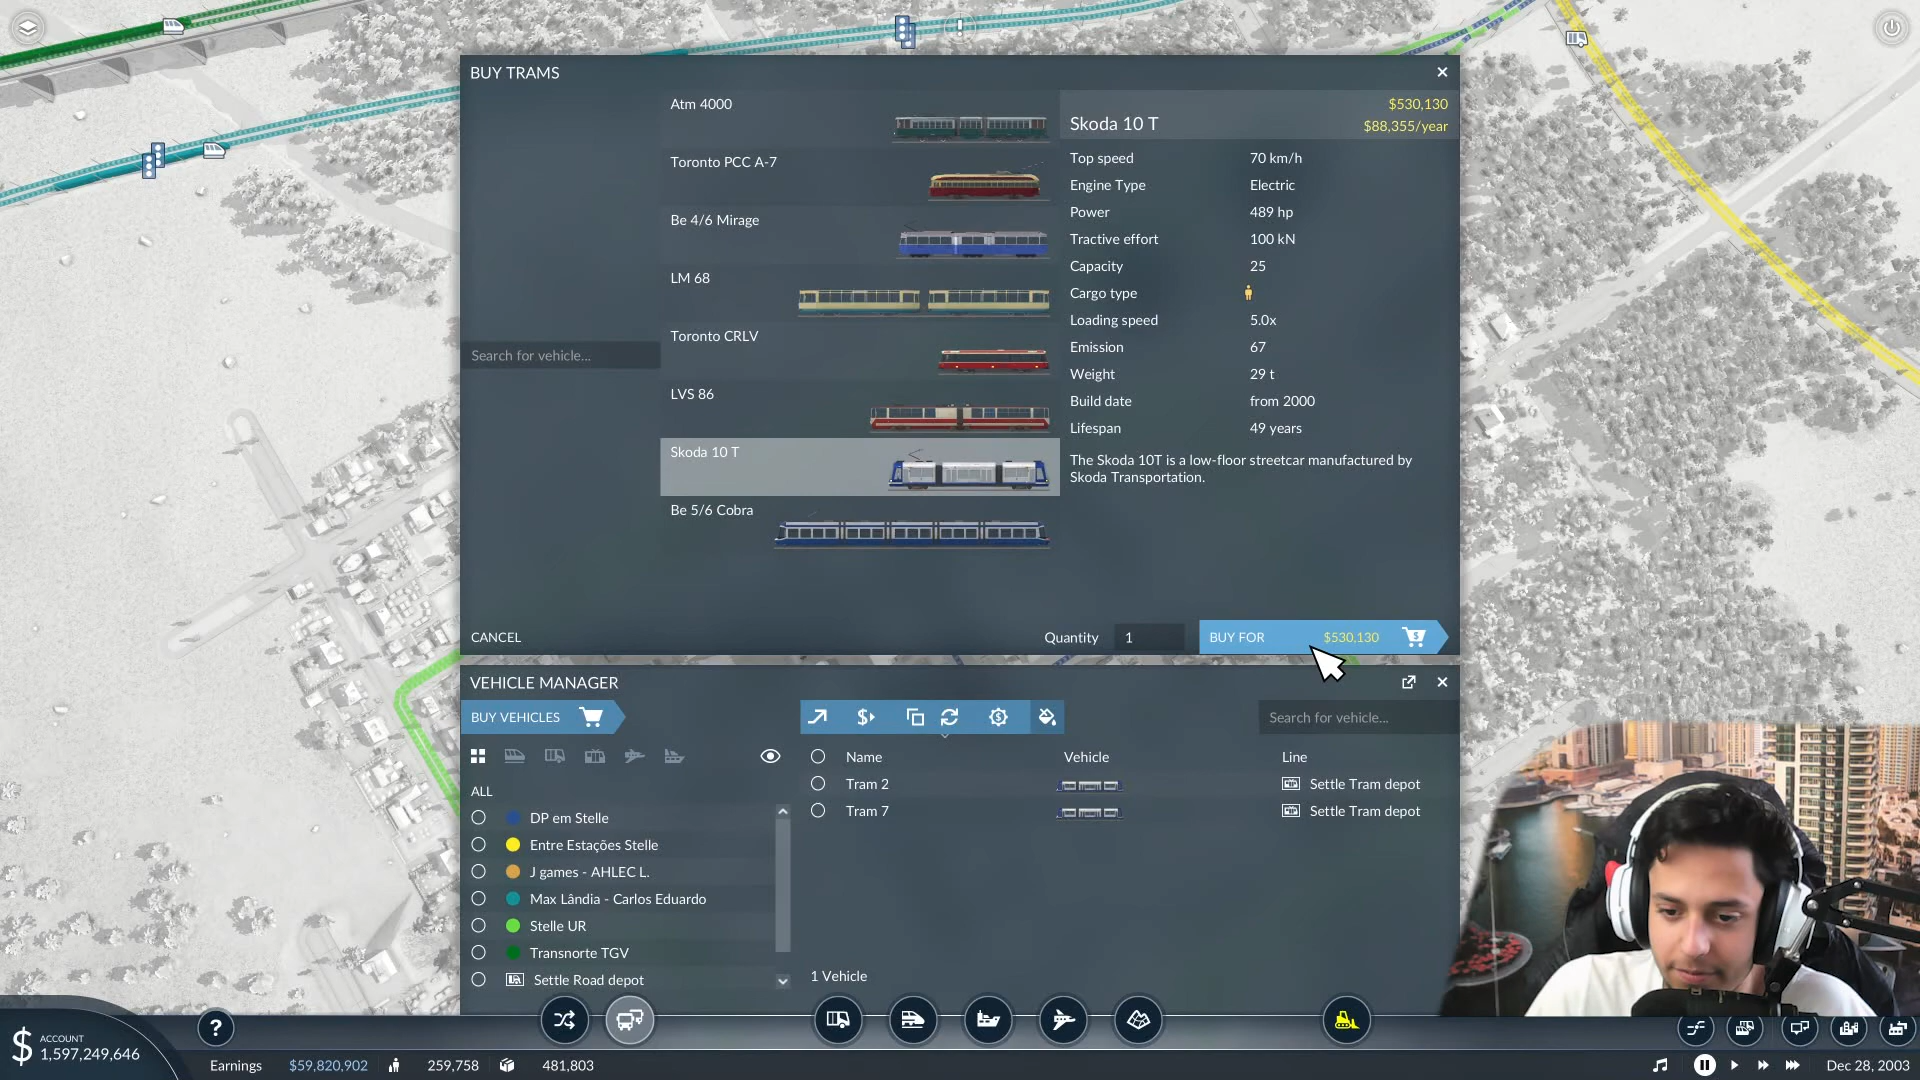 BUY TRAMS
Atm 4000
Toronto PCC A-7
Be 4/6 Mirage
LM 68
Search for vehicle...
Toronto CRLV
LVS 86
Skoda 10 T
Be 5/6 Cobra
$530,130
Skoda 10 T
$88,355/year
Top speed 70 km/h
Engine Type Electric
Power 489 hp
Tractive effort 100 kN
Capacity 25
Cargo type
Loading speed 5.0x
Emission 67
Weight 29 t
Build date from 2000
Lifespan 49 years
The Skoda 10T is a low-floor streetcar manufactured by
Skoda Transportation.
CANCEL
Quantity 1
BUY FOR $530,130
VEHICLE MANAGER
BUY VEHICLES
Search for vehicle...
ALL
DP em Stelle
Entre Estações Stelle
J games - AHLEC L.
Max Lândia - Carlos Eduardo
Stelle UR
Transnorte TGV
Settle Road depot
Name Vehicle Line
Tram 2 Settle Tram depot
Tram 7 Settle Tram depot
1 Vehicle
$ ACCOUNT
1,597,249,646
?
Earnings $59,820,902 259,758 481,803
Dec 28, 2003